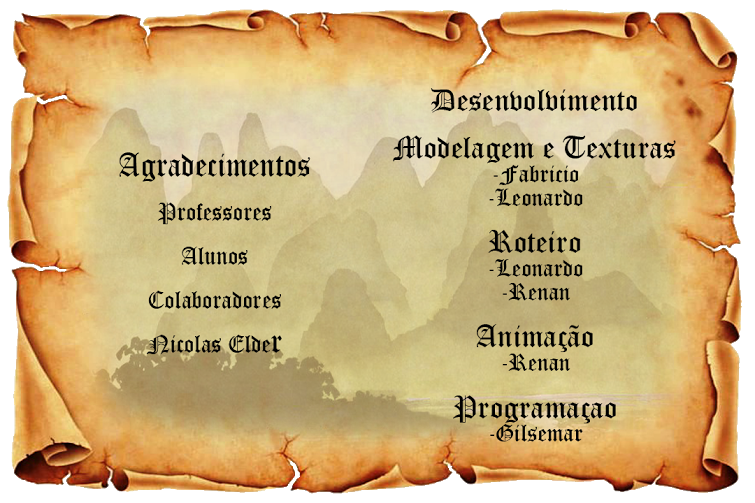 Agradecimentos
Professores
Alunos
Colaboradores
Nicolas Elder
Desenvolvimento
Modelagem e Texturas
-Fabricio
-Leonardo
Roteiro
-Leonardo
-Renan
Animação
-Renan
Programaçao
-Gilsemar